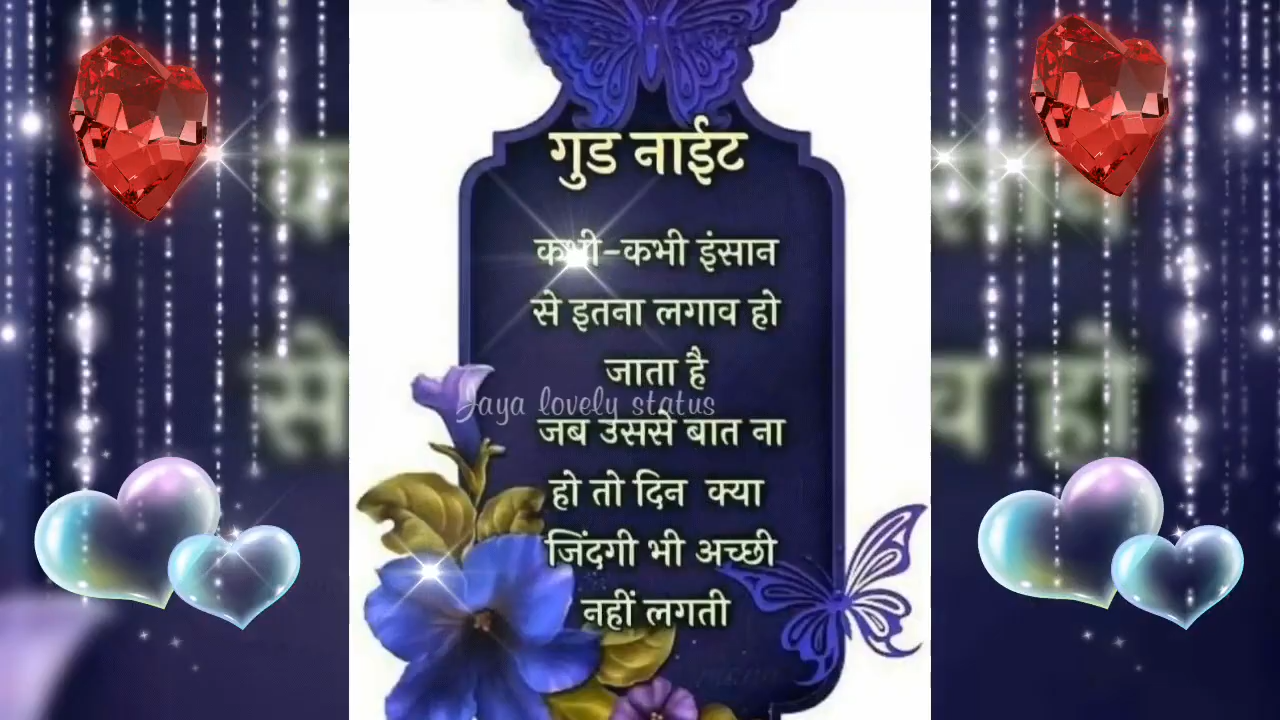 गुड नाईट
कभी-कभी इंसान
से इतना लगाव हो
जाता है
Jaya lovely status
जब उससे बात ना
हो तो दिन क्या
जिंदगी भी अच्छी
नहीं लगती